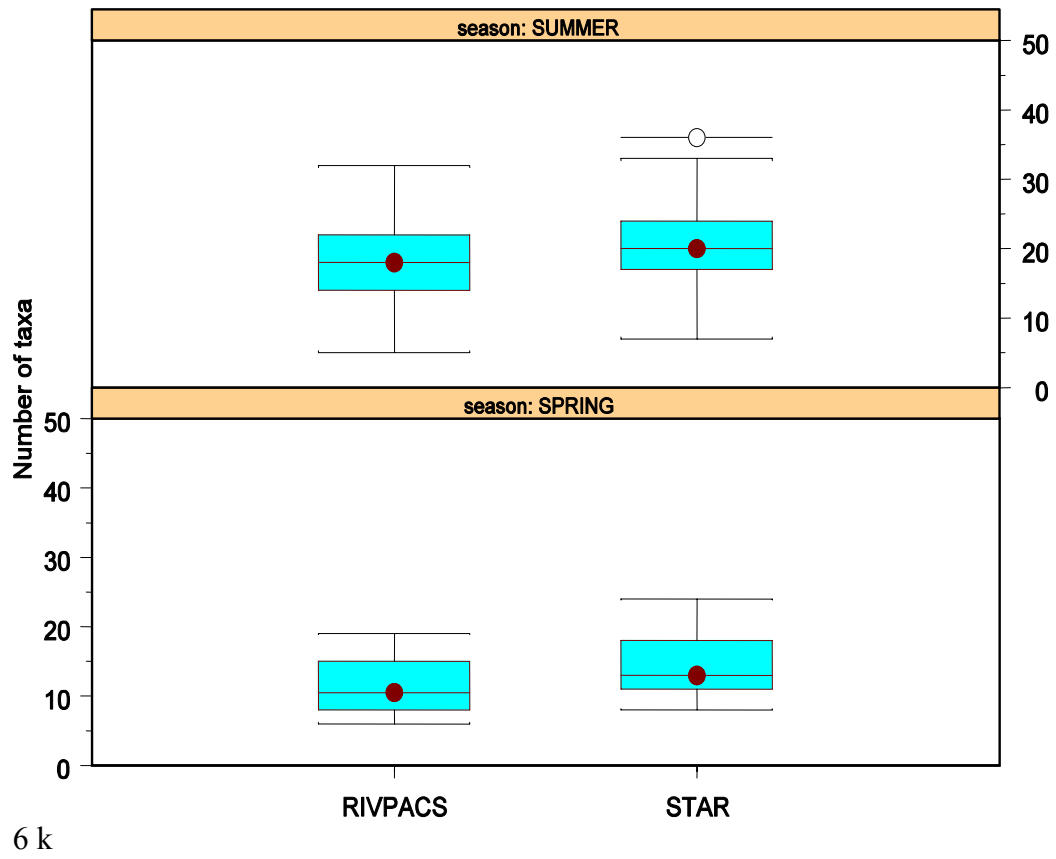 season: SUMMER
50
40
30
20
10
0
Number of taxa
season: SPRING
50
40
30
20
10
0
RIVPACS STAR
6 k